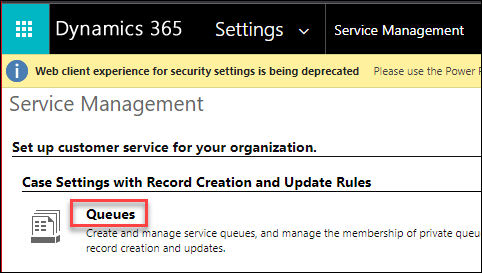 Dynamics 365 Settings Service Management
Web client experience for security settings is being deprecated Please use the Power
Service Management
Set up customer service for your organization.
Case Settings with Record Creation and Update Rules
Queues
Create and manage service queues, and manage the membership of private
record creation and updates.